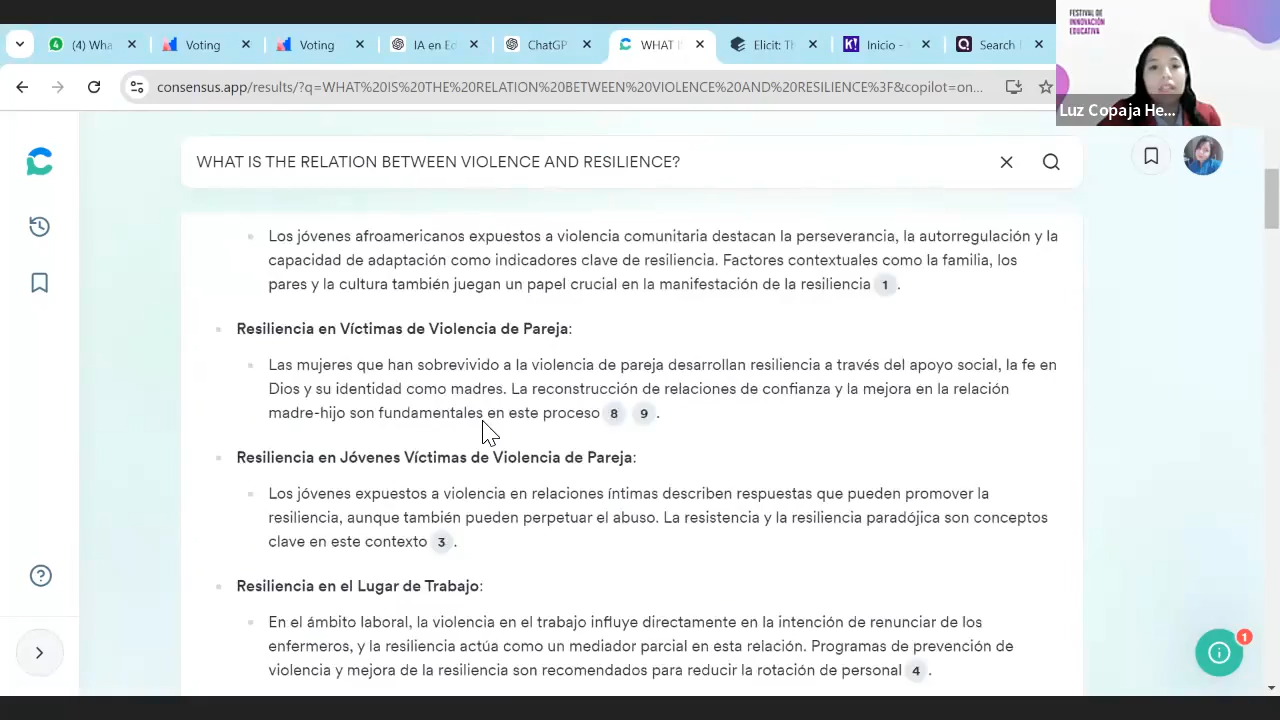 4
(4) Wha
Voting
Voting
IA en Ed
ChatGP
WHAT I
Elicit: Th
K!
Inicio -
Search |
consensus.app/results/?q=WHAT%20IS%20THE%20RELATION%20BETWEEN%20VIOLENCE%20AND%20RESILIENCE%3F&copilot=on...
FESTIVAL DE
INNOVACIÓN
EDUCATIVA
Luz Copaja He...
WHAT IS THE RELATION BETWEEN VIOLENCE AND RESILIENCE?
Los jóvenes afroamericanos expuestos a violencia comunitaria destacan la perseverancia, la autorregulación y la
capacidad de adaptación como indicadores clave de resiliencia. Factores contextuales como la familia, los
pares y la cultura también juegan un papel crucial en la manifestación de la resiliencia 1.
Resiliencia en Víctimas de Violencia de Pareja:
Las mujeres que han sobrevivido a la violencia de pareja desarrollan resiliencia a través del apoyo social, la fe en
Dios y su identidad como madres. La reconstrucción de relaciones de confianza y la mejora en la relación
madre-hijo son fundamentales en este proceso 8 9.
Resiliencia en Jóvenes Víctimas de Violencia de Pareja:
Los jóvenes expuestos a violencia en relaciones íntimas describen respuestas que pueden promover la
resiliencia, aunque también pueden perpetuar el abuso. La resistencia y la resiliencia paradójica son conceptos
clave en este contexto 3.
Resiliencia en el Lugar de Trabajo:
En el ámbito laboral, la violencia en el trabajo influye directamente en la intención de renunciar de los
enfermeros, y la resiliencia actúa como un mediador parcial en esta relación. Programas de prevención de
violencia y mejora de la resiliencia son recomendados para reducir la rotación de personal 4.
1